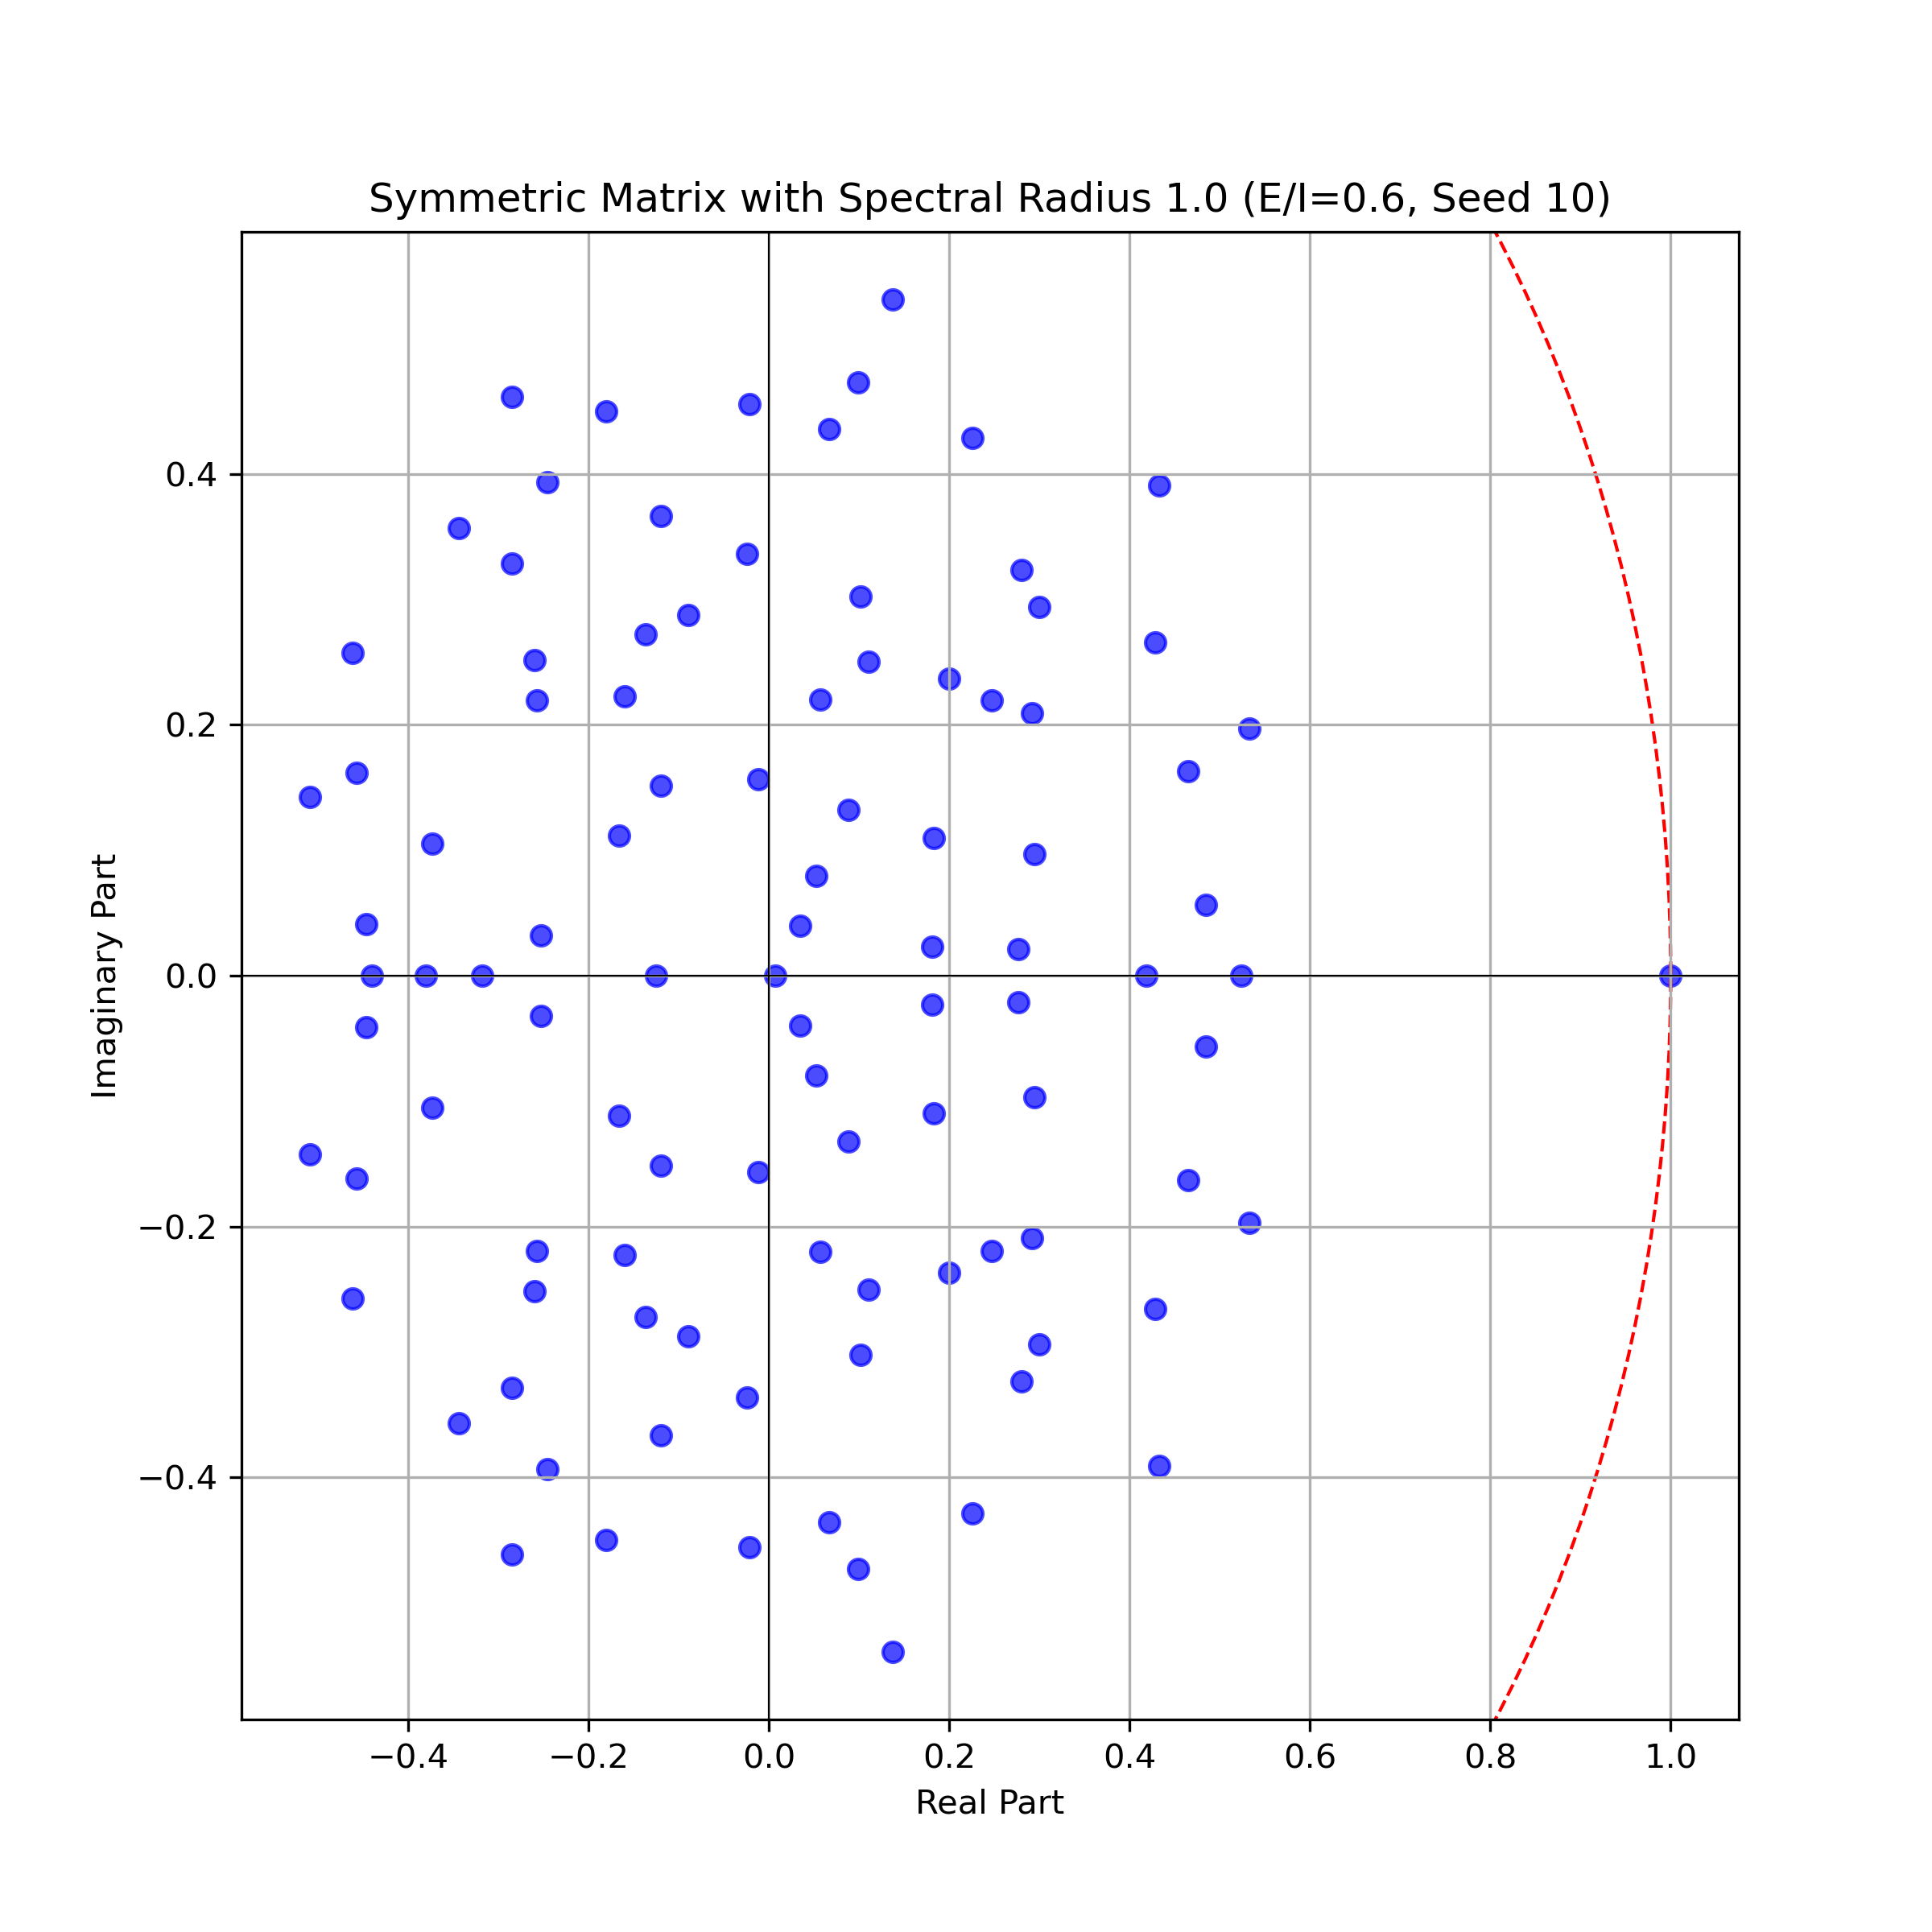 Symmetric Matrix with Spectral Radius 1.0 (E/I=0.6, Seed 10)
0.4
0.2
0.0
−0.2
−0.4
Imaginary Part
−0.4 −0.2 0.0 0.2 0.4 0.6 0.8 1.0
Real Part